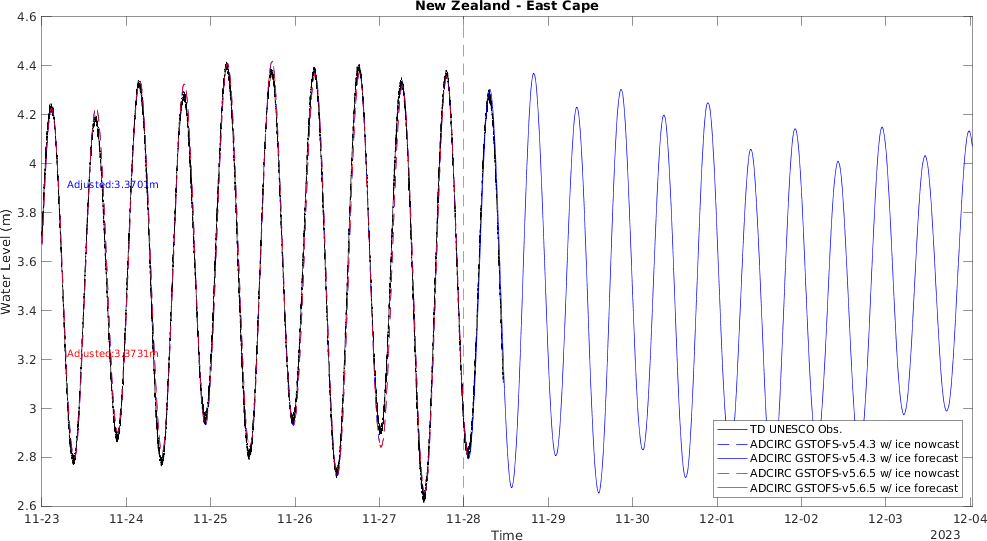 New Zealand - East Cape
4.6
4.4
4.2
4
3.8
3.6
3.4
3.2
3
2.8
2.6
Water Level (m)
Adjusted:3.3701m
Adjusted:3.3731m
TD UNESCO Obs.
ADCIRC GSTOFS-v5.4.3 w/ ice nowcast
ADCIRC GSTOFS-v5.4.3 w/ ice forecast
ADCIRC GSTOFS-v5.6.5 w/ ice nowcast
ADCIRC GSTOFS-v5.6.5 w/ ice forecast
11-23 11-24 11-25 11-26 11-27 11-28 11-29 11-30 12-01 12-02 12-03 12-04
Time
2023